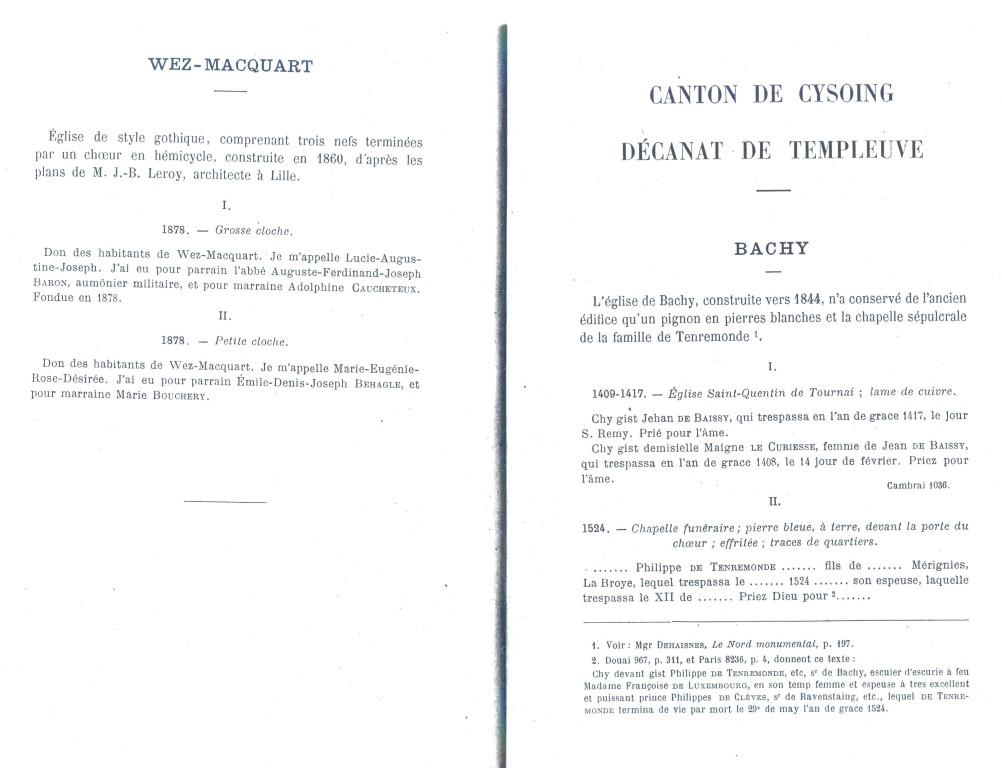 WEZ-MACQUART
Église de style gothique, comprenant trois nefs terminées
par un chœur en hémicycle, construite en 1860, d'après les
plans de M. J.-B. Leroy, architecte à Lille.
I.
1878. — Grosse cloche.
Don des habitants de Wez-Macquart. Je m'appelle Lucie-Augus-
tine-Joseph. J'ai eu pour parrain l'abbé Auguste-Ferdinand-Joseph
BARON, aumônier militaire, et pour marraine Adolphine CAUCHETEUX.
Fondue en 1878.
II.
1878. — Petite cloche.
Don des habitants de Wez-Macquart. Je m'appelle Marie-Eugénie-
Rose-Désirée. J'ai eu pour parrain Émile-Denis-Joseph BEHAGLE, et
pour marraine Marie BOUCHERY.
CANTON DE CYSOING
DÉCANAT DE TEMPLEUVE
BACHY
L'église de Bachy, construite vers 1844, n'a conservé de l'ancien
édifice qu'un pignon en pierres blanches et la chapelle sépulcrale
de la famille de Tenremonde ¹.
I.
1409-1417. — Église Saint-Quentin de Tournai ; lame de cuivre.
Chy gist Jehan DE BAISSY, qui trespassa en l'an de grace 1417, le jour
S. Remy. Prié pour l'âme.
Chy gist demisielle Maigne LE CURIESSE, femme de Jean DE BAISSY,
qui trespassa en l'an de grace 1408, le 14 jour de février. Priez pour
l'âme.
Cambrai 1036.
II.
1524. — Chapelle funéraire ; pierre bleue, à terre, devant la porte du
chœur ; effritée ; traces de quartiers.
....... Philippe DE TENREMONDE ....... fils de ....... Mérignies,
La Broye, lequel trespassa le ....... 1524 ....... son espeuse, laquelle
trespassa le XII de ....... Priez Dieu pour ².......
1. Voir : Mgr DEHAISNES, Le Nord monumental, p. 197.
2. Douai 967, p. 311, et Paris 8236, p. 4, donnent ce texte :
Chy devant gist Philippe DE TENREMONDE, etc, sʳ de Bachy, escuier d'escurie à feu
Madame Françoise DE LUXEMBOURG, en son temp femme et espeuse à tres excellent
et puissant prince Philippes DE CLÈVES, sʳ de Ravenstaing, etc., lequel DE TENRE-
MONDE termina de vie par mort le 29ᵉ de may l'an de grace 1524.